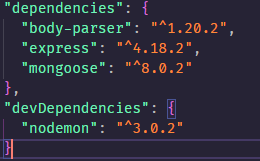 "dependencies": {
"body-parser": "^1.20.2",
"express": "^4.18.2",
"mongoose": "^8.0.2"
},
"devDependencies": {
"nodemon": "^3.0.2"
}